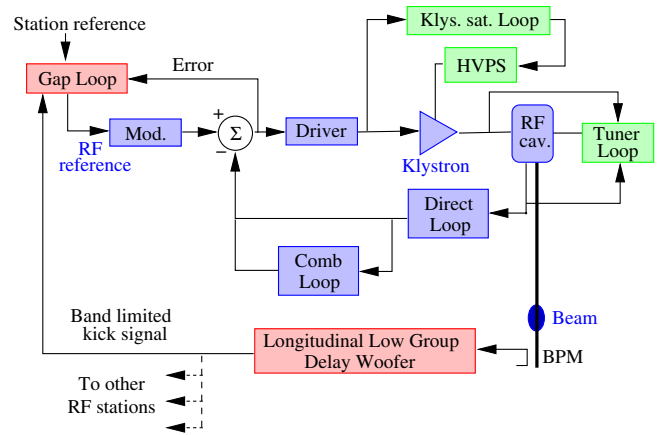 Station reference
Klys. sat. Loop
Error
HVPS
Gap Loop
+
Σ
−
Mod.
Driver
RF
cav.
Tuner
Loop
RF
reference
Klystron
Direct
Loop
Comb
Loop
Band limited
kick signal
Beam
Longitudinal Low Group
Delay Woofer
BPM
To other
RF stations